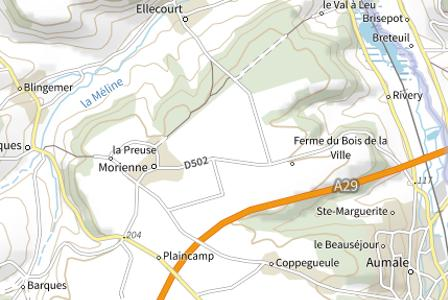 Ellecourt
le Val à Leu
Brisepot
Breteuil
Blingemer
la Méline
Rivery
ques
la Preuse
Ferme du Bois de la
Ville
Morienne
D502
A29
117
Ste-Marguerite
204
le Beauséjour
Plaincamp
Coppegueule
Aumale
Barques